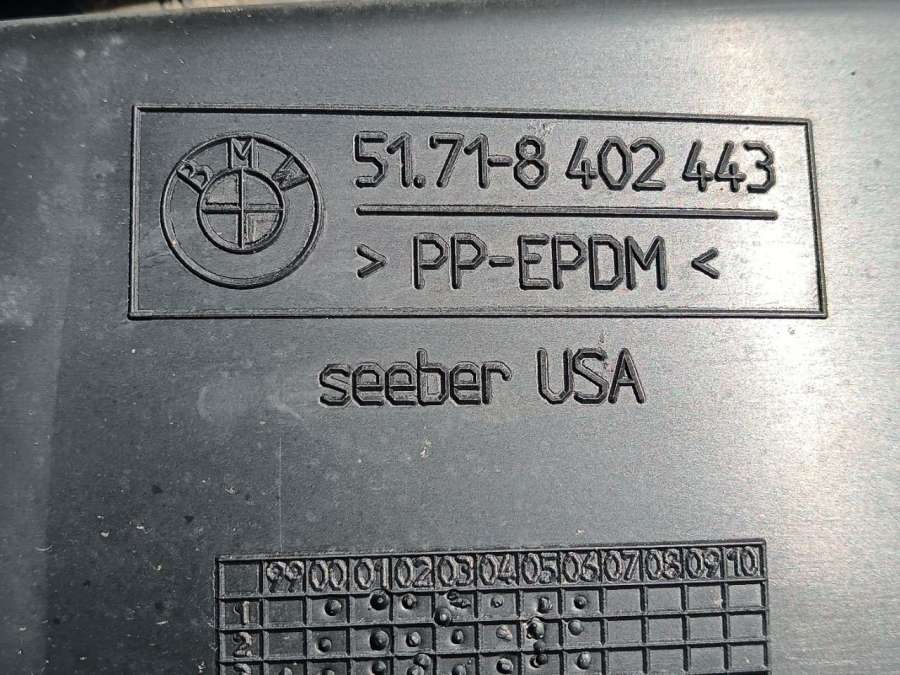 BMW
51.71-8 402 443
> PP-EPDM <
seeber USA
99 00 01 02 03 04 05 06 07 08 09 10
1
2